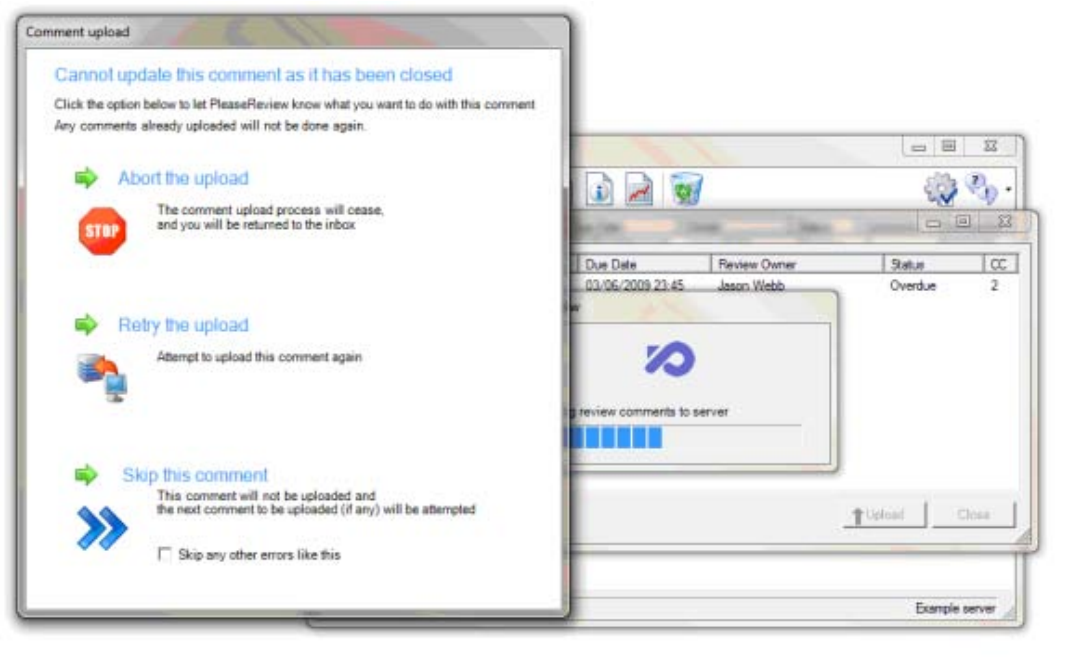 Comment upload
Cannot update this comment as it has been closed
Click the option below to let PleaseReview know what you want to do with this comment
Any comments already uploaded will not be done again.
Abort the upload
STOP
The comment upload process will cease,
and you will be returned to the inbox
Retry the upload
Attempt to upload this comment again
Skip this comment
This comment will not be uploaded and
the next comment to be uploaded (if any) will be attempted
Skip any other errors like this
Due Date Review Owner Status CC
03/06/2009 23:45 Jason Webb Overdue 2
review comments to server
Upload Close
Example server